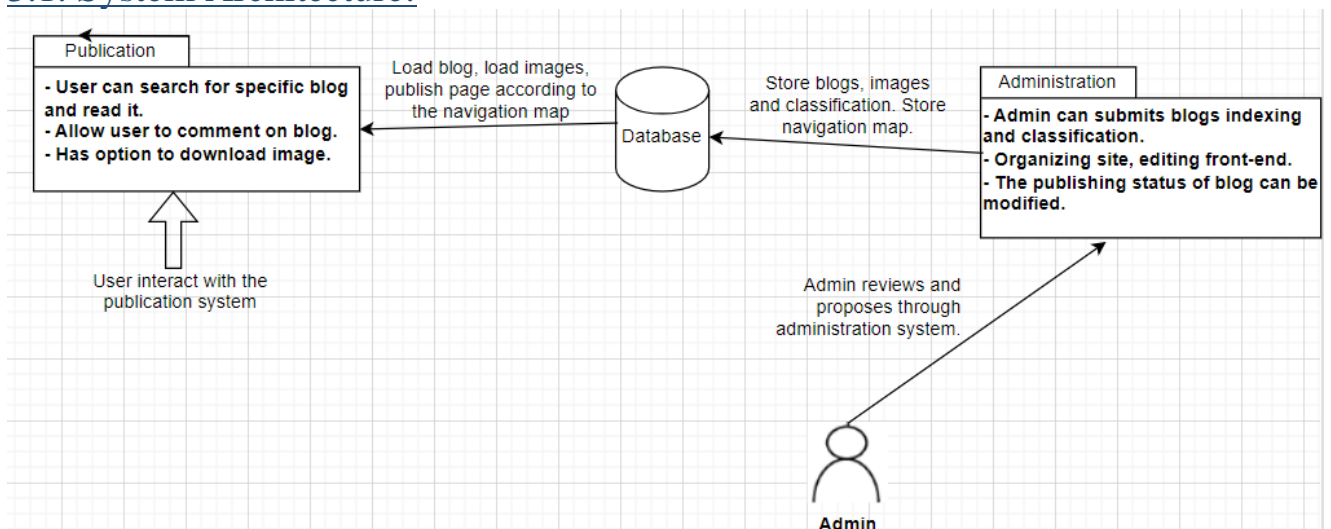 3.1. System Architecture:
Publication
- User can search for specific blog
and read it.
- Allow user to comment on blog.
- Has option to download image.
Load blog, load images,
publish page according to
the navigation map
Database
Store blogs, images
and classification. Store
navigation map.
Administration
- Admin can submits blogs indexing
and classification.
- Organizing site, editing front-end.
- The publishing status of blog can be
modified.
User interact with the
publication system
Admin reviews and
proposes through
administration system.
Admin